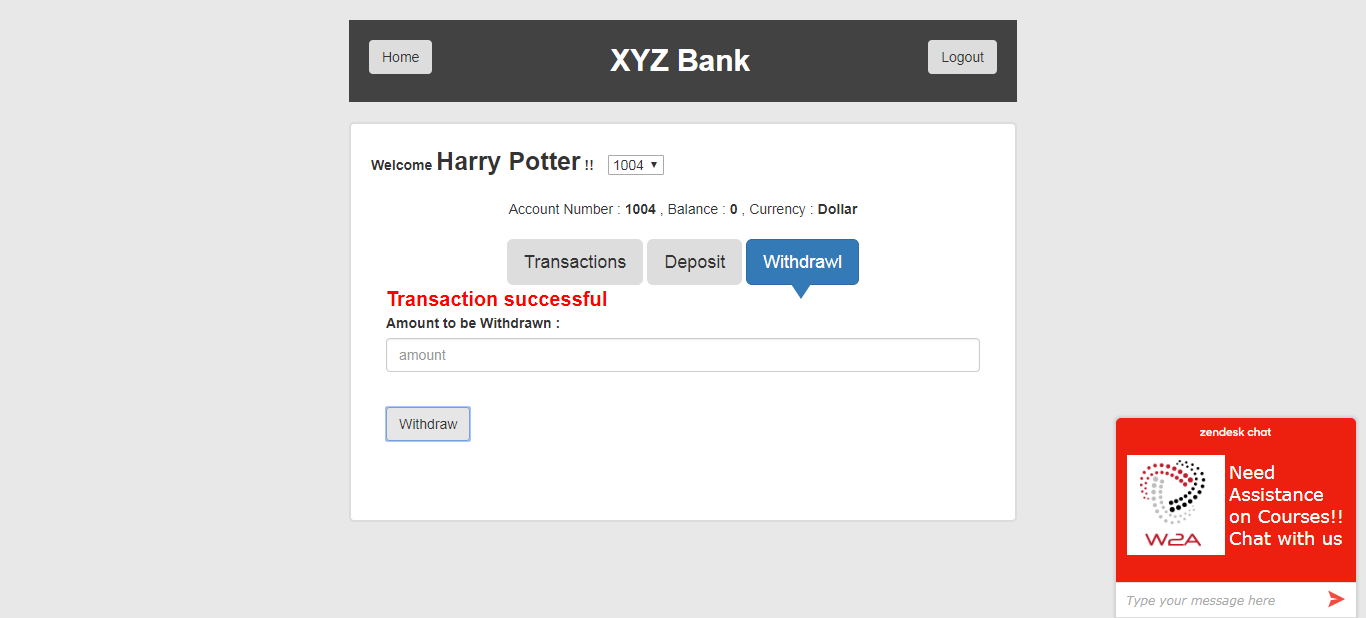 Home
XYZ Bank
Logout
Welcome Harry Potter !! 1004
Account Number : 1004 , Balance : 0 , Currency : Dollar
Transactions
Deposit
Withdrawl
Transaction successful
Amount to be Withdrawn :
amount
Withdraw
zendesk chat
W2A
Need
Assistance
on Courses!!
Chat with us
Type your message here